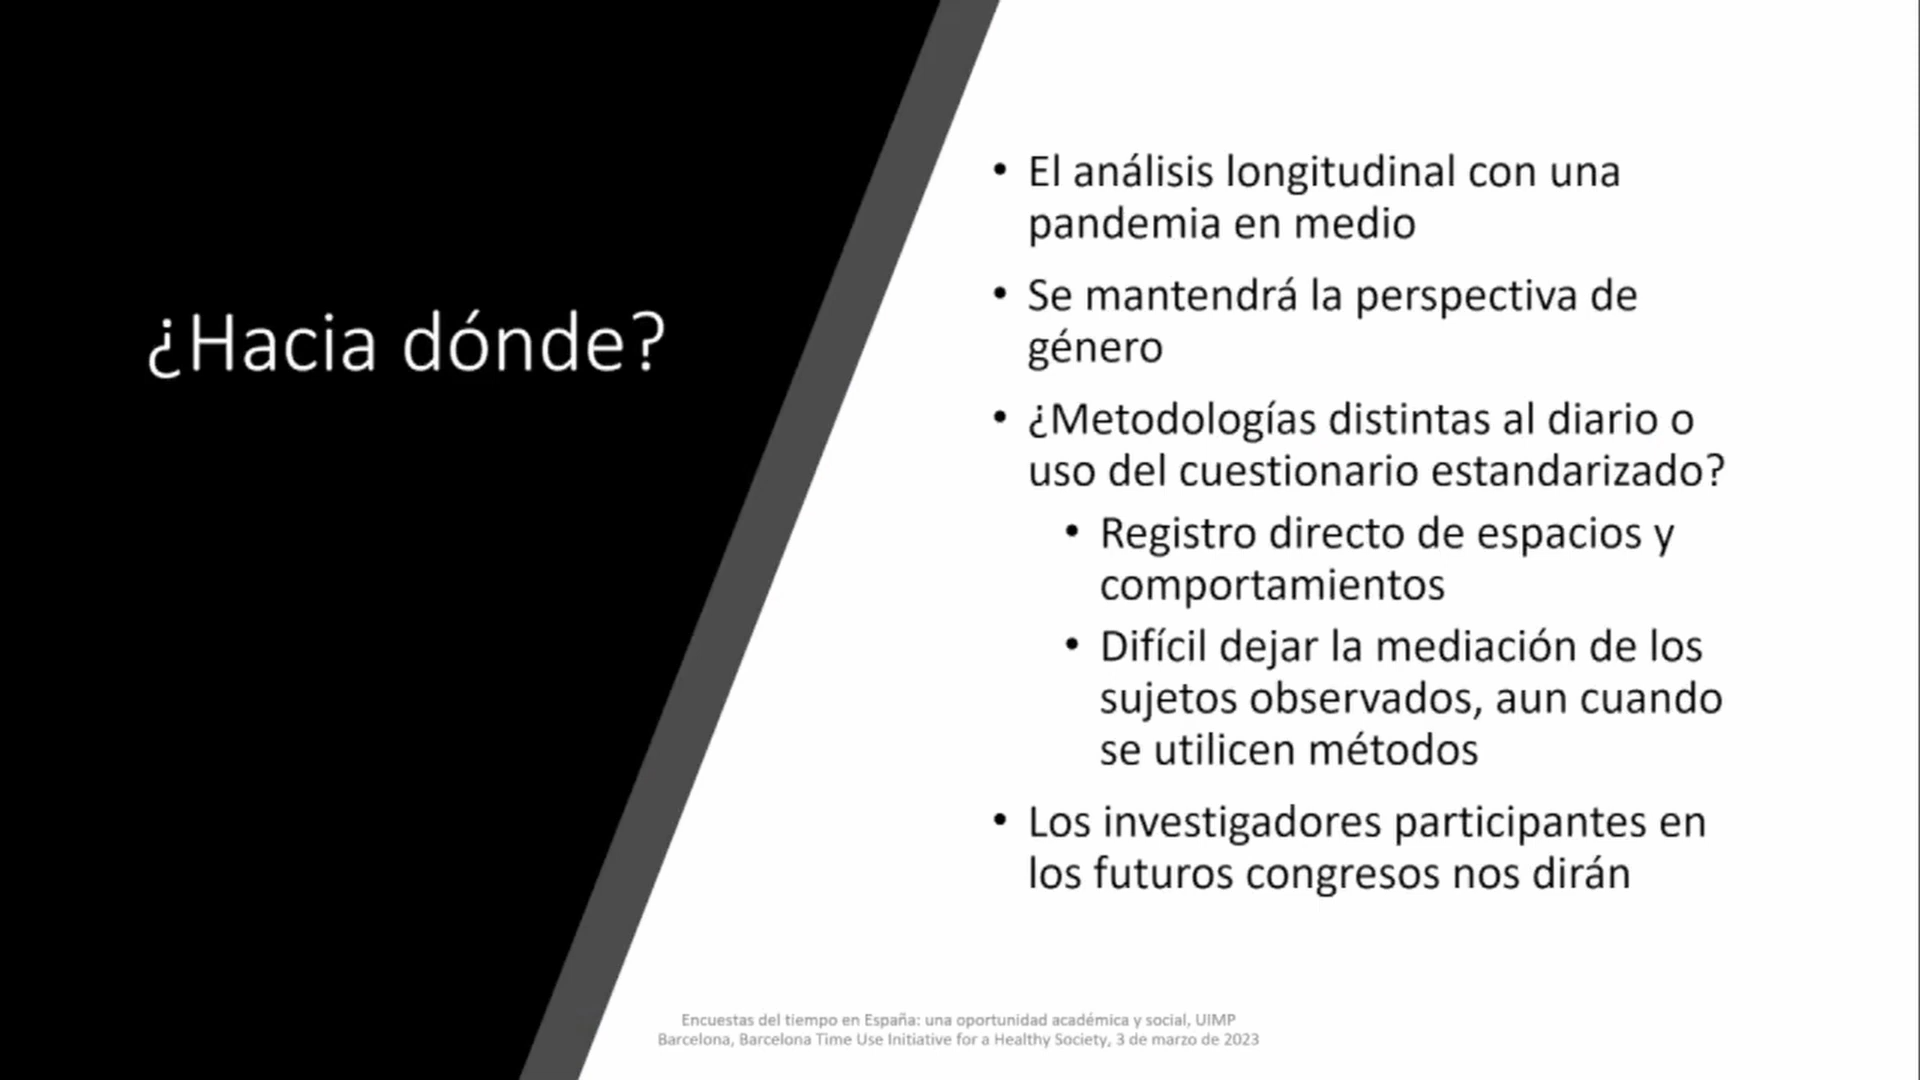 ¿Hacia dónde?
• El análisis longitudinal con una
pandemia en medio
• Se mantendrá la perspectiva de
género
• ¿Metodologías distintas al diario o
uso del cuestionario estandarizado?
• Registro directo de espacios y
comportamientos
• Difícil dejar la mediación de los
sujetos observados, aun cuando
se utilicen métodos
• Los investigadores participantes en
los futuros congresos nos dirán
Encuestas del tiempo en España: una oportunidad académica y social, UIMP
Barcelona, Barcelona Time Use Initiative for a Healthy Society, 3 de marzo de 2023